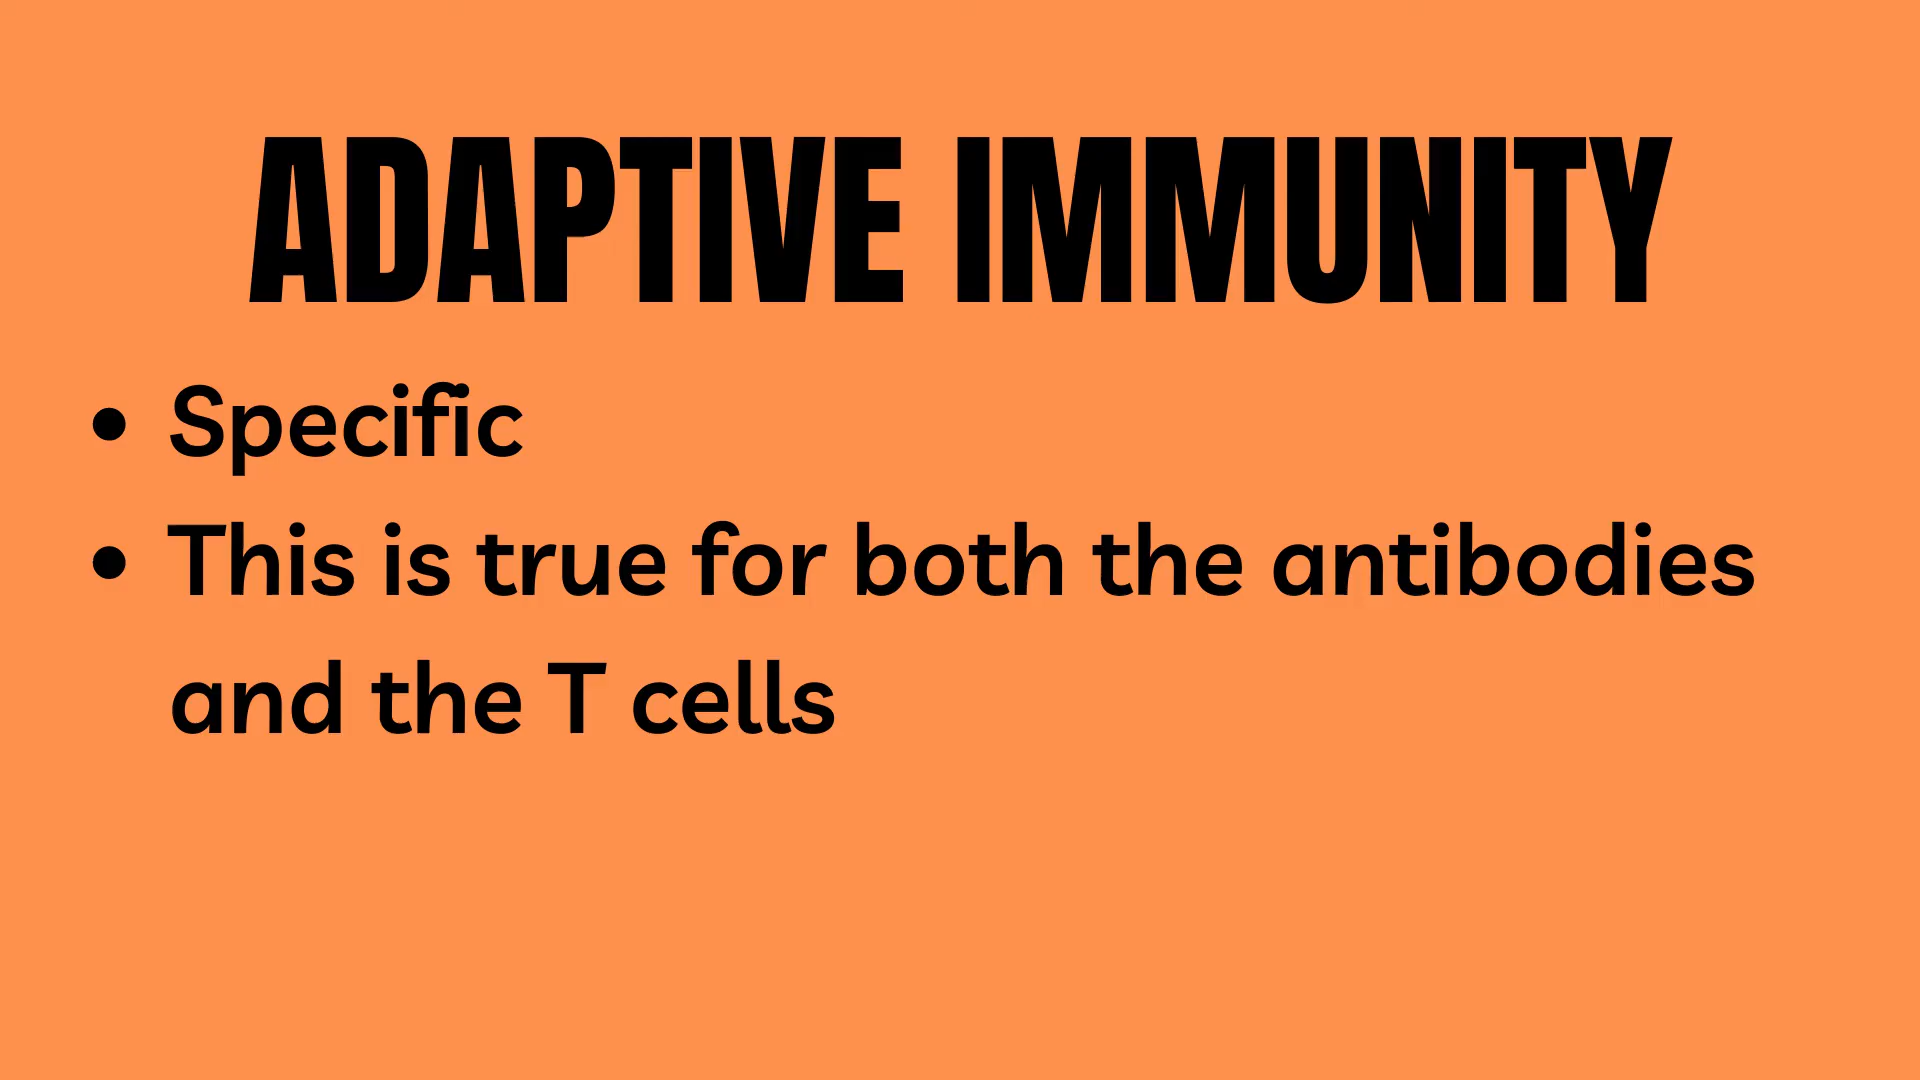 ADAPTIVE IMMUNITY
• Specific
• This is true for both the antibodies
and the T cells